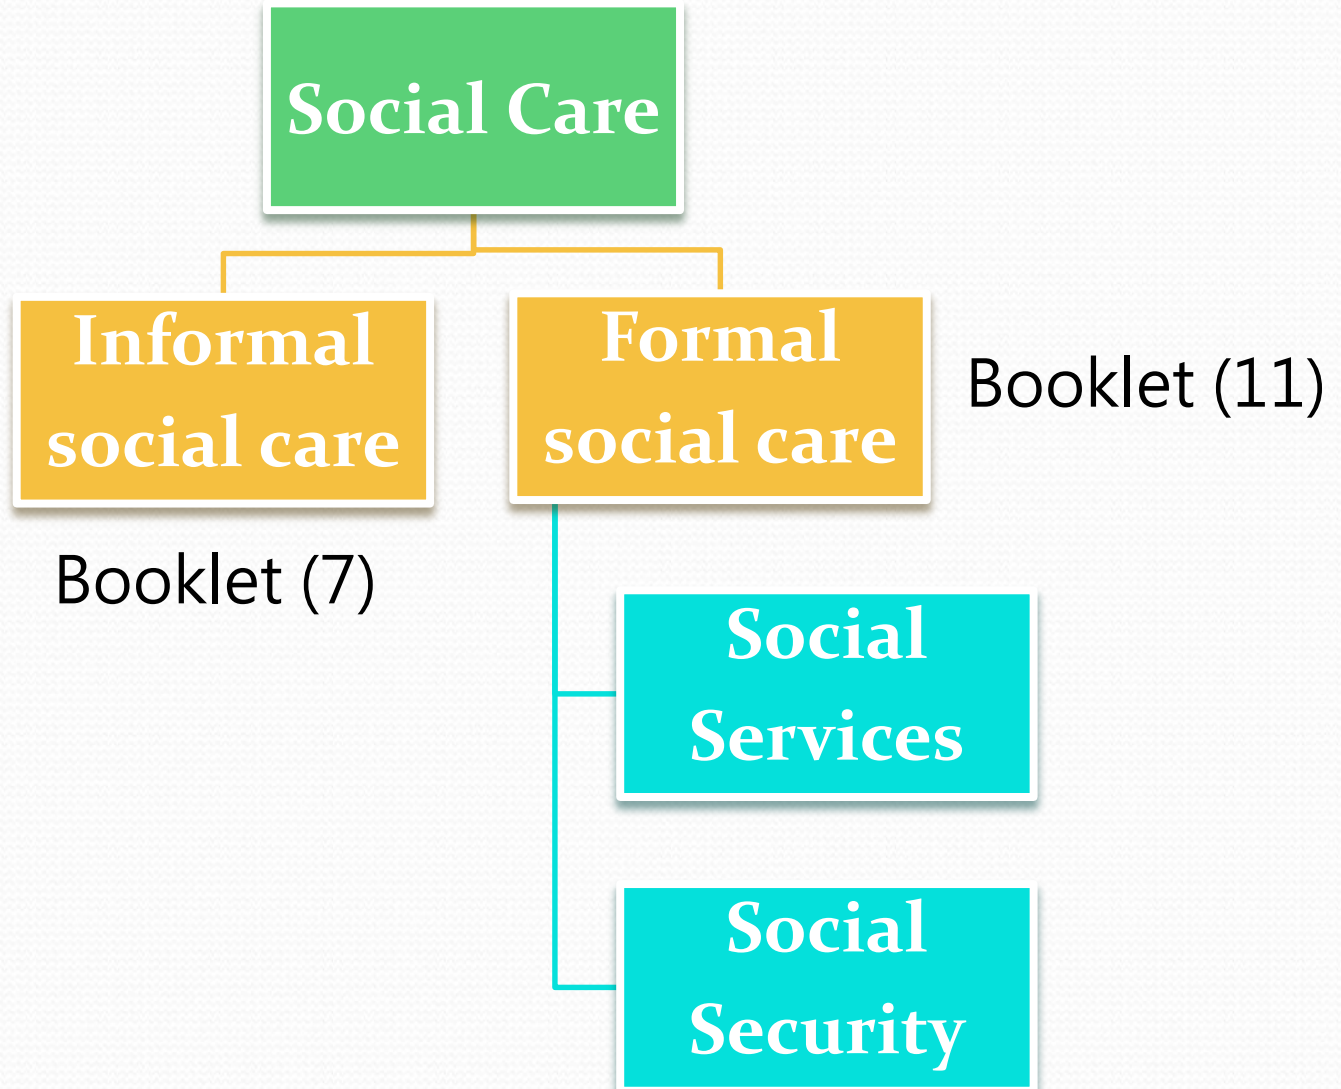 Social Care
Informal
social care
Formal
social care
Booklet (11)
Booklet (7)
Social
Services
Social
Security